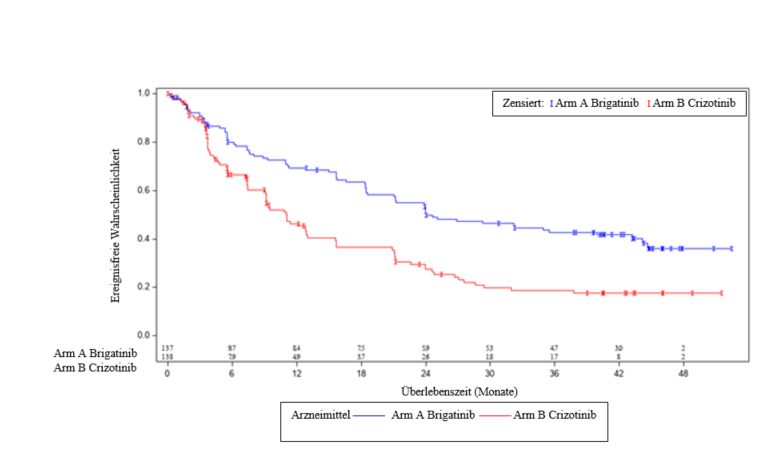 Zensiert: Arm A Brigatinib Arm B Crizotinib
Ereignisfreie Wahrscheinlichkeit
1.0
0.8
0.6
0.4
0.2
0.0
Arm A Brigatinib 137 97 84 75 59 53 47 30 2
Arm B Crizotinib 138 79 49 37 26 18 17 8 2
0 6 12 18 24 30 36 42 48
Überlebenszeit (Monate)
Arzneimittel Arm A Brigatinib Arm B Crizotinib